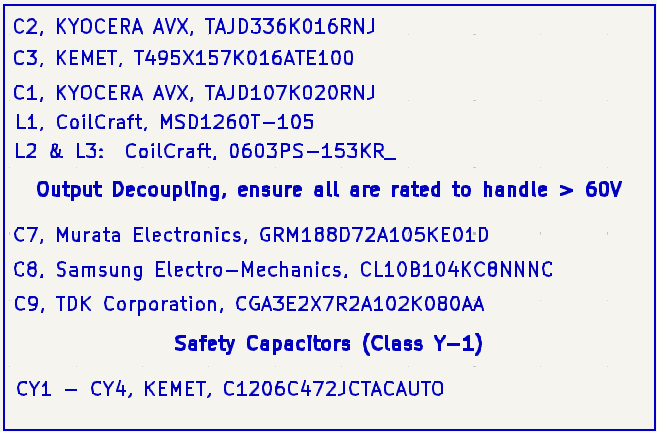 C2, KYOCERA AVX, TAJD336K016RNJ
C3, KEMET, T495X157K016ATE100
C1, KYOCERA AVX, TAJD107K020RNJ
L1, CoilCraft, MSD1260T-105
L2 & L3: CoilCraft, 0603PS-153KR_
Output Decoupling, ensure all are rated to handle > 60V
C7, Murata Electronics, GRM188D72A105KE01D
C8, Samsung Electro-Mechanics, CL10B104KC8NNNC
C9, TDK Corporation, CGA3E2X7R2A102K080AA
Safety Capacitors (Class Y-1)
CY1 - CY4, KEMET, C1206C472JCTACAUTO